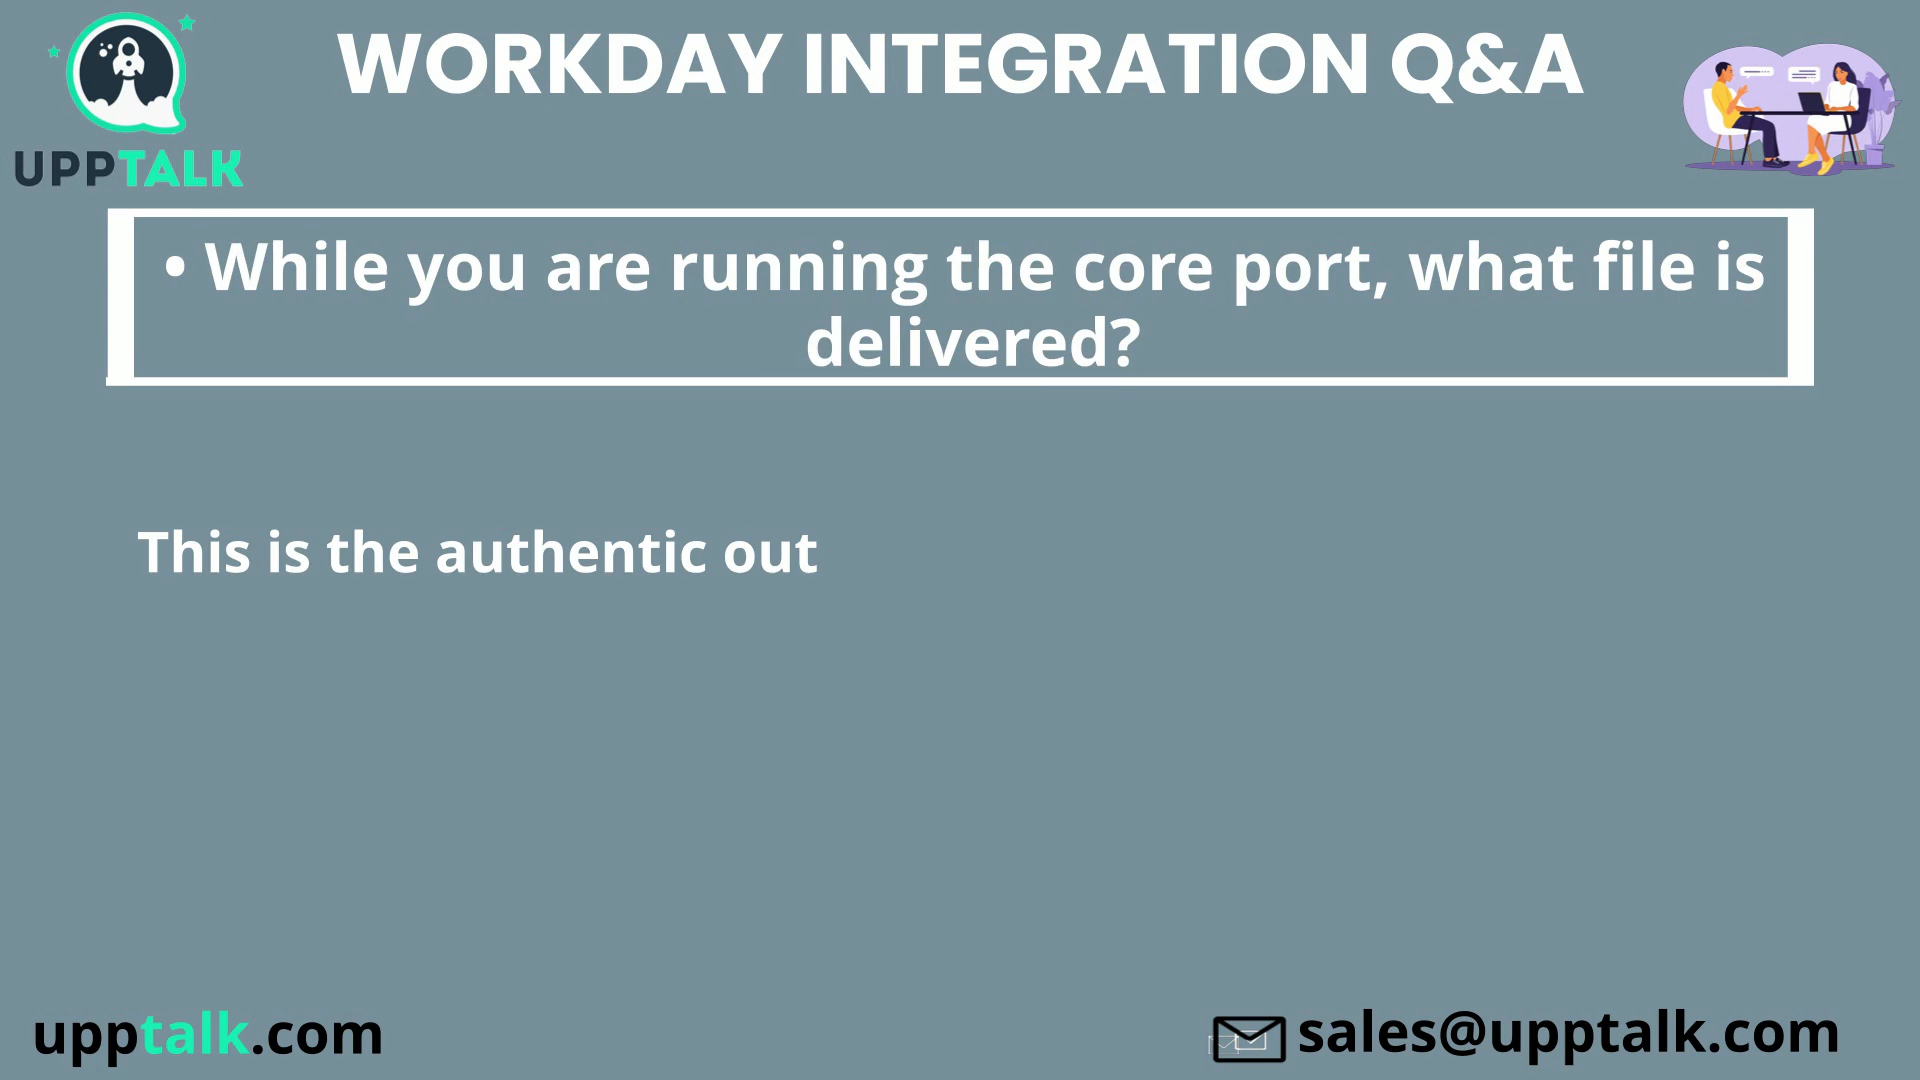 WORKDAY INTEGRATION Q&A
UPPTALK
• While you are running the core port, what file is
delivered?
This is the authentic out
upptalk.com
sales@upptalk.com